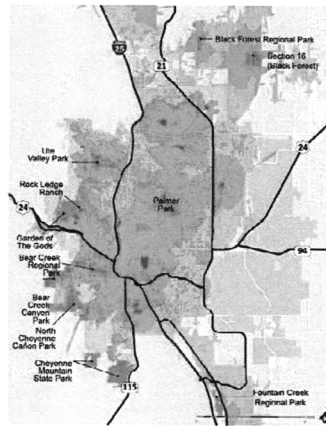 Black Forest Regional Park
25
21
Section 16
(Black Forest)
Ute
Valley Park
24
Rock Ledge
Ranch
24
Palmer
Park
Garden of
The Gods
94
Bear Creek
Regional
Park
Bear
Creek
Canyon
Park
North
Cheyenne
Cañon Park
Cheyenne
Mountain
State Park
115
Fountain Creek
Regional Park